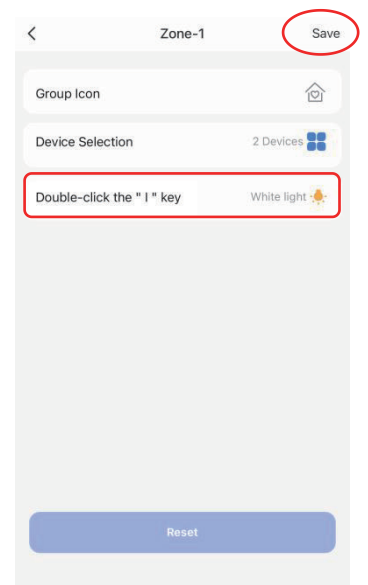 Zone-1 Save
Group Icon
Device Selection 2 Devices
Double-click the " I " key White light
Reset